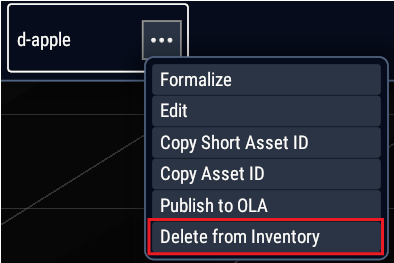 d-apple
Formalize
Edit
Copy Short Asset ID
Copy Asset ID
Publish to OLA
Delete from Inventory